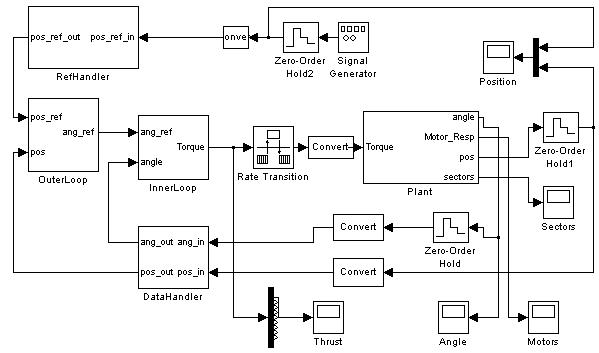 pos_ref_out
pos_ref_in
RefHandler
onve
Zero-Order
Hold2
Signal
Generator
Position
pos_ref
ang_ref
pos
OuterLoop
ang_ref
Torque
angle
InnerLoop
Rate Transition
Convert
Torque
angle
Motor_Resp
pos
sectors
Plant
Zero-Order
Hold1
Sectors
ang_out
ang_in
pos_out
pos_in
DataHandler
Convert
Zero-Order
Hold
Convert
Thrust
Angle
Motors